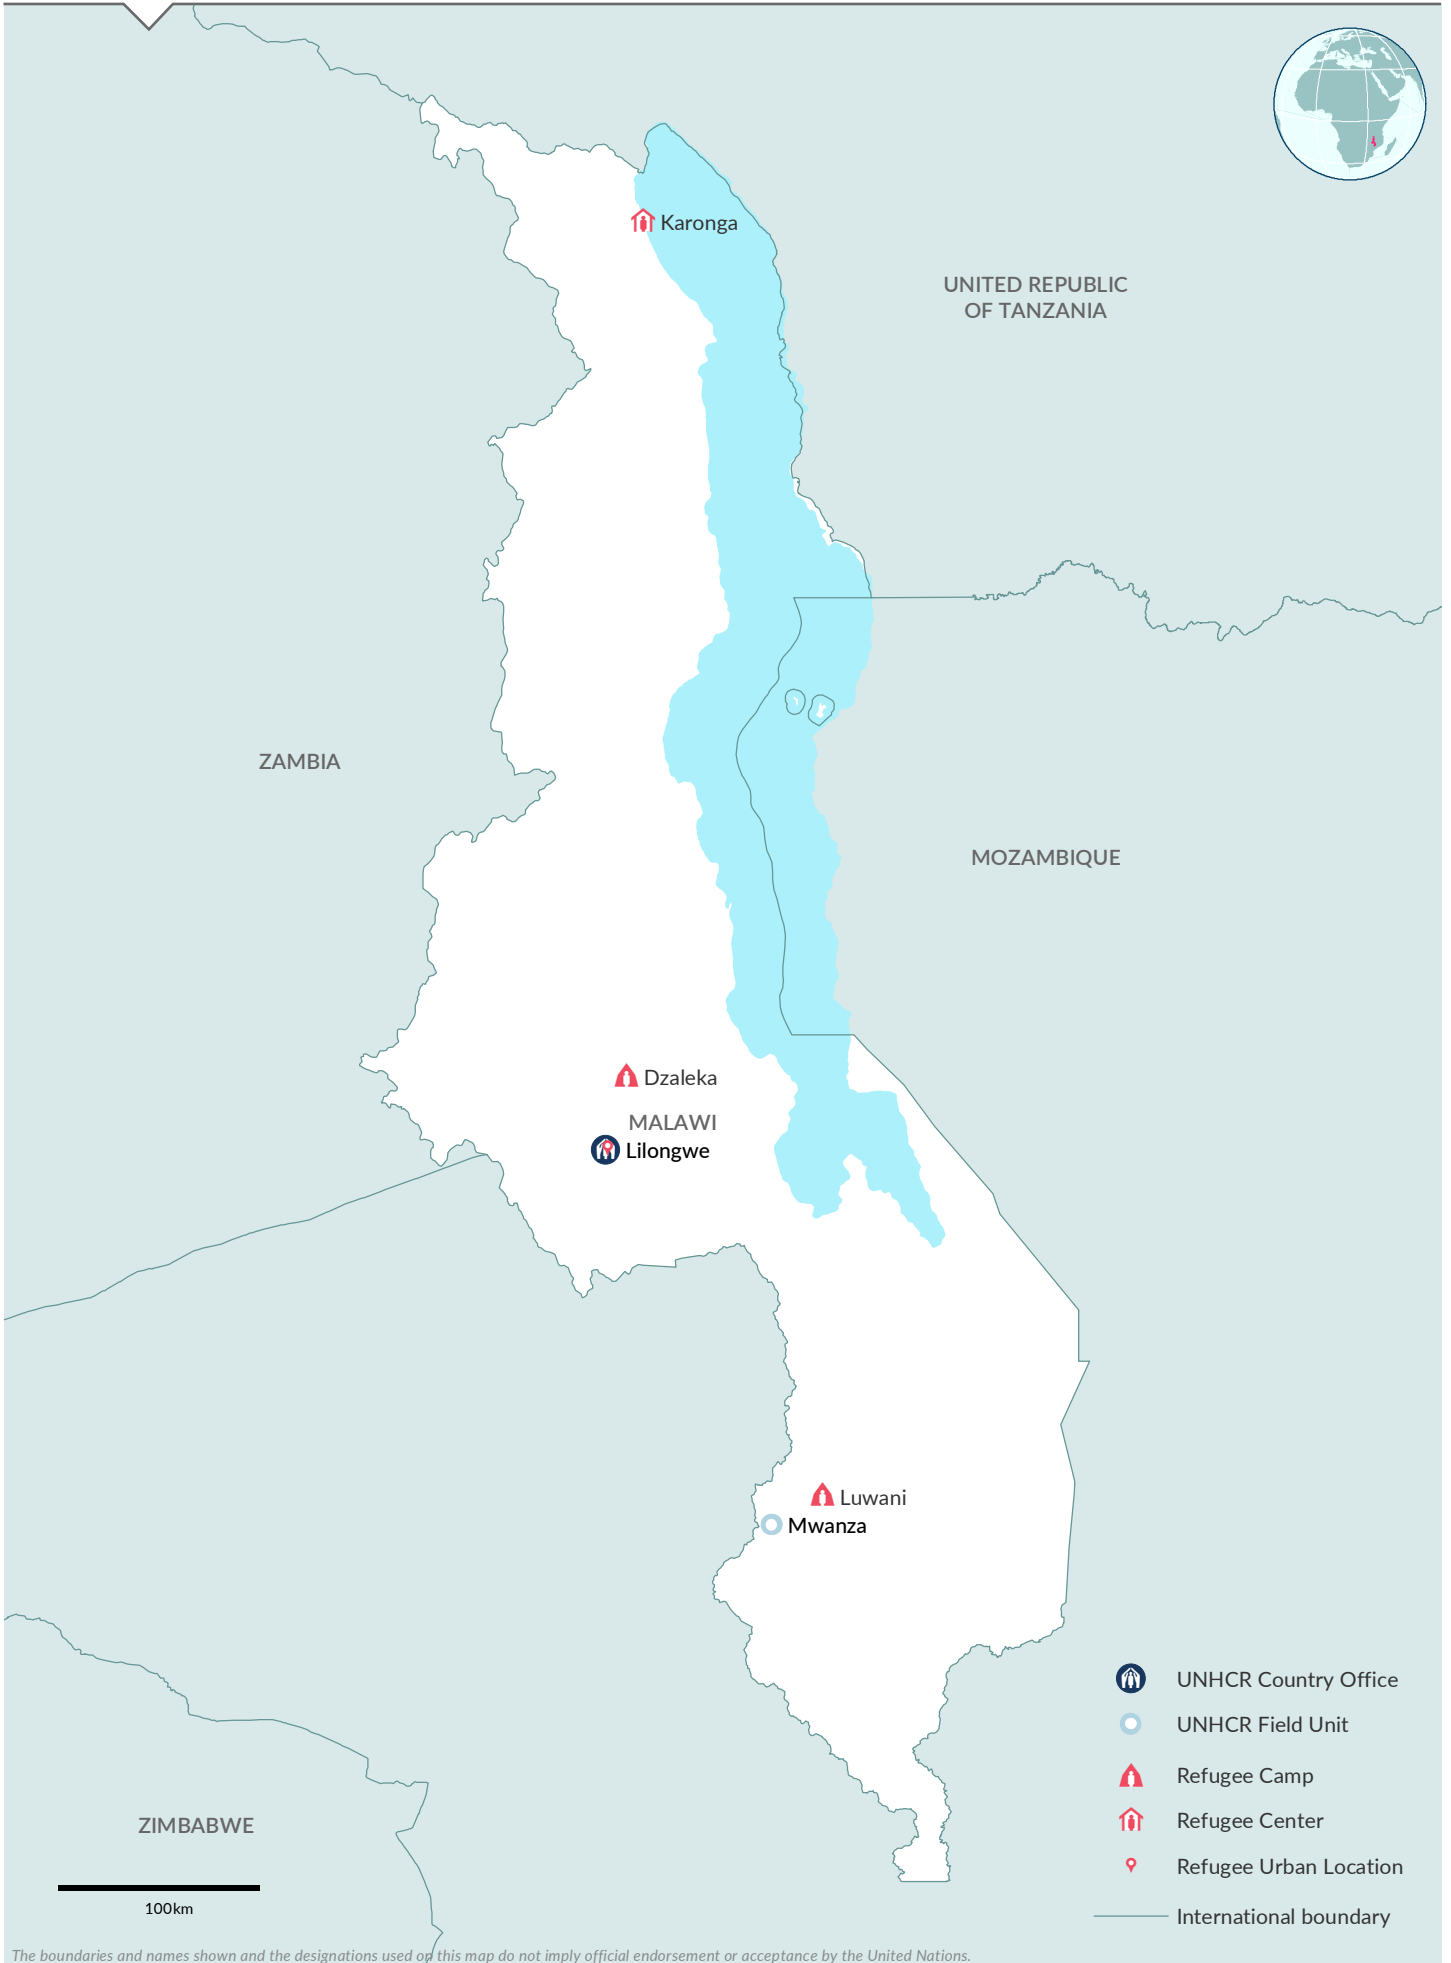 Karonga
UNITED REPUBLIC
OF TANZANIA
ZAMBIA
MOZAMBIQUE
Dzaleka
MALAWI
Lilongwe
Luwani
Mwanza
UNHCR Country Office
UNHCR Field Unit
Refugee Camp
Refugee Center
Refugee Urban Location
International boundary
ZIMBABWE
100km
The boundaries and names shown and the designations used on this map do not imply official endorsement or acceptance by the United Nations.